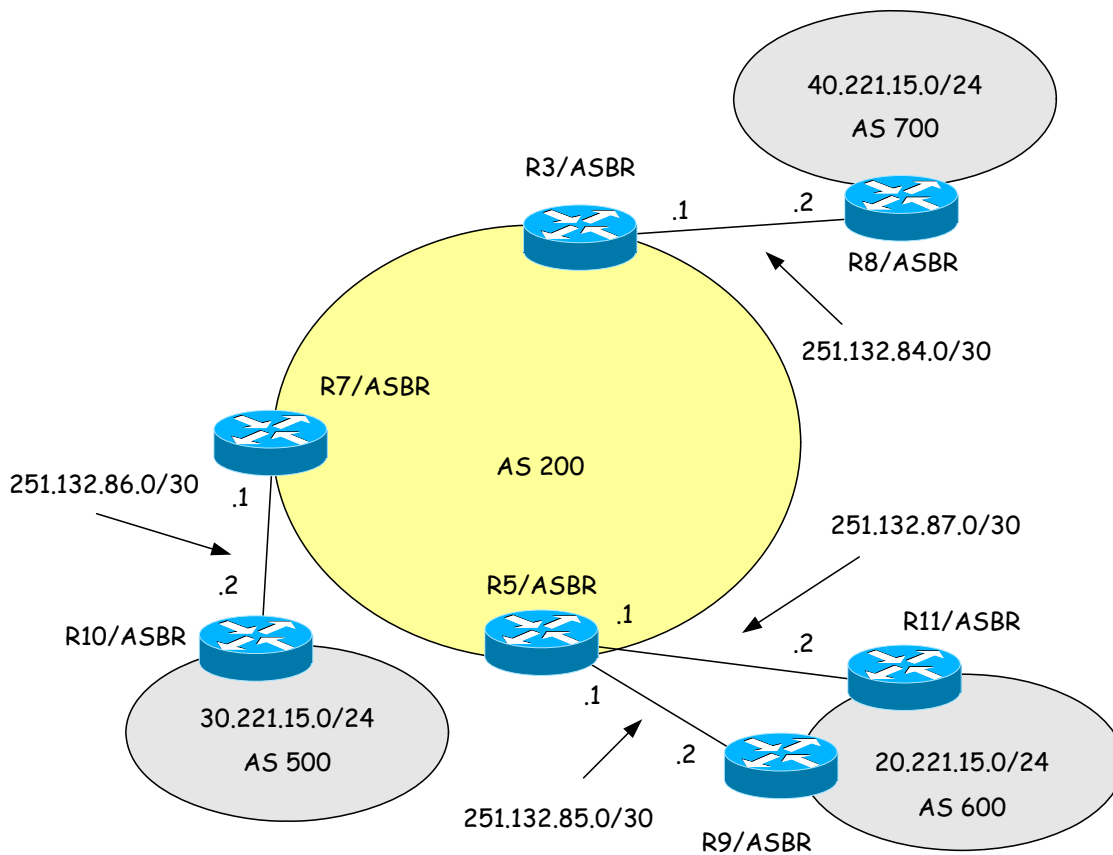 40.221.15.0/24
AS 700
R3/ASBR
.1
.2
R8/ASBR
251.132.84.0/30
R7/ASBR
AS 200
251.132.86.0/30
.1
251.132.87.0/30
.2
R5/ASBR
.1
R10/ASBR
R11/ASBR
.2
.1
30.221.15.0/24
AS 500
.2
20.221.15.0/24
AS 600
251.132.85.0/30
R9/ASBR